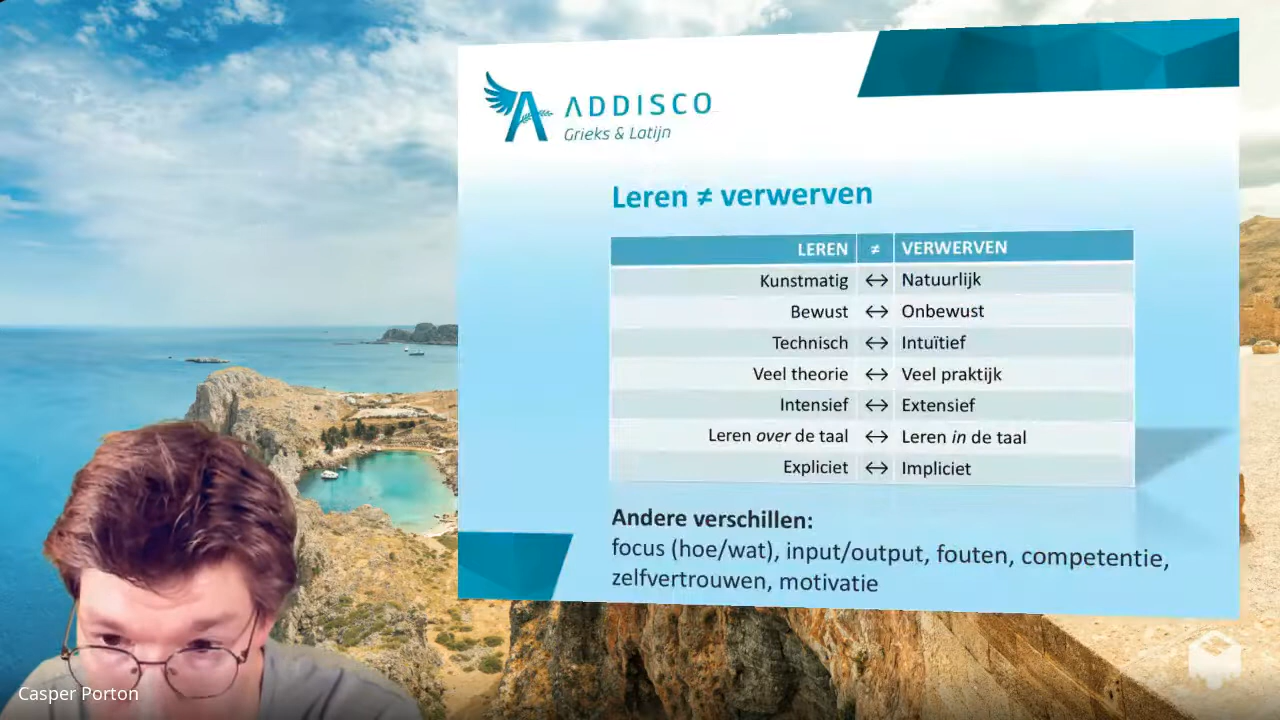 ADDISCO
Grieks & Latijn
Leren ≠ verwerven
LEREN ≠ VERWERVEN
Kunstmatig ↔ Natuurlijk
Bewust ↔ Onbewust
Technisch ↔ Intuïtief
Veel theorie ↔ Veel praktijk
Intensief ↔ Extensief
Leren over de taal ↔ Leren in de taal
Expliciet ↔ Impliciet
Andere verschillen:
focus (hoe/wat), input/output, fouten, competentie,
zelfvertrouwen, motivatie
Casper Porton